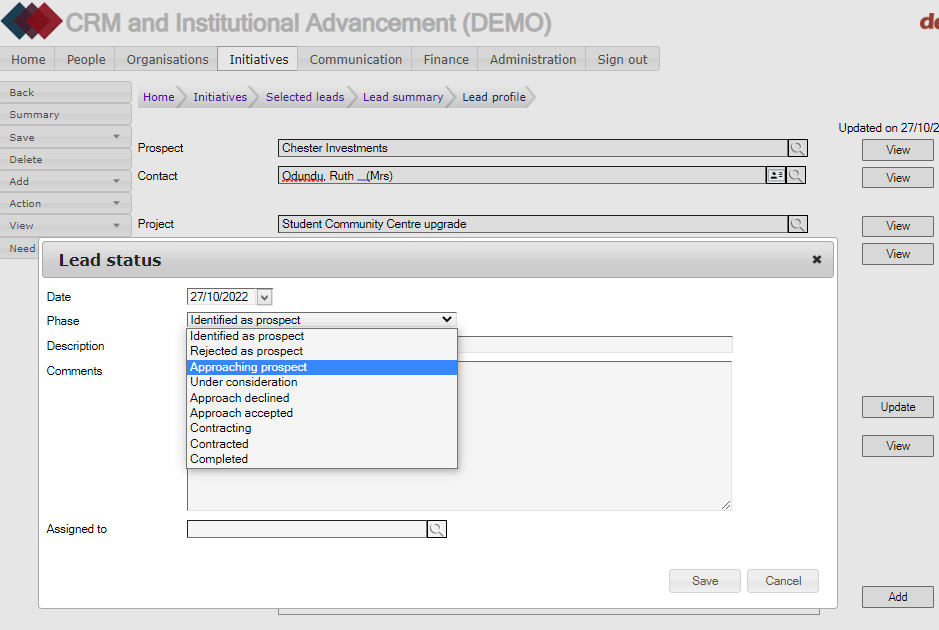 CRM and Institutional Advancement (DEMO)
Home People Organisations Initiatives Communication Finance Administration Sign out
Back
Summary
Save
Delete
Add
Action
View
Need
Home Initiatives Selected leads Lead summary Lead profile
Updated on 27/10/2
Prospect Chester Investments View
Contact Odundu, Ruth (Mrs) View
Project Student Community Centre upgrade View
View
Lead status
Date 27/10/2022
Phase Identified as prospect
Identified as prospect
Rejected as prospect
Approaching prospect
Under consideration
Approach declined
Approach accepted
Contracting
Contracted
Completed
Description
Comments
Update
View
Assigned to
Save Cancel
Add